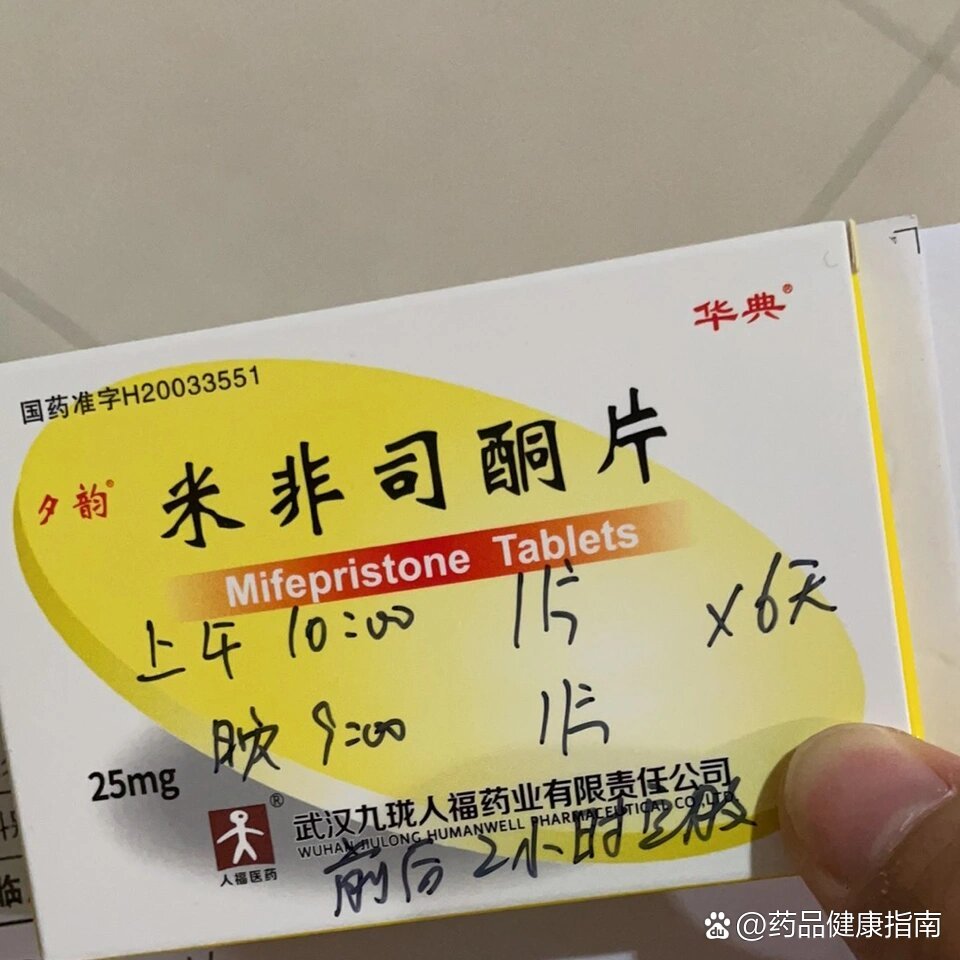 华典®
国药准字H20033551
夕韵®
米非司酮片
Mifepristone Tablets
上午 10:00 1片 ×6天
晚 9:00 1片
25mg
人福医药
武汉九珑人福药业有限责任公司
WUHAN JIULONG HUMANWELL PHARMACEUTICAL CO.,LTD
前后2小时空腹
临
@药品健康指南